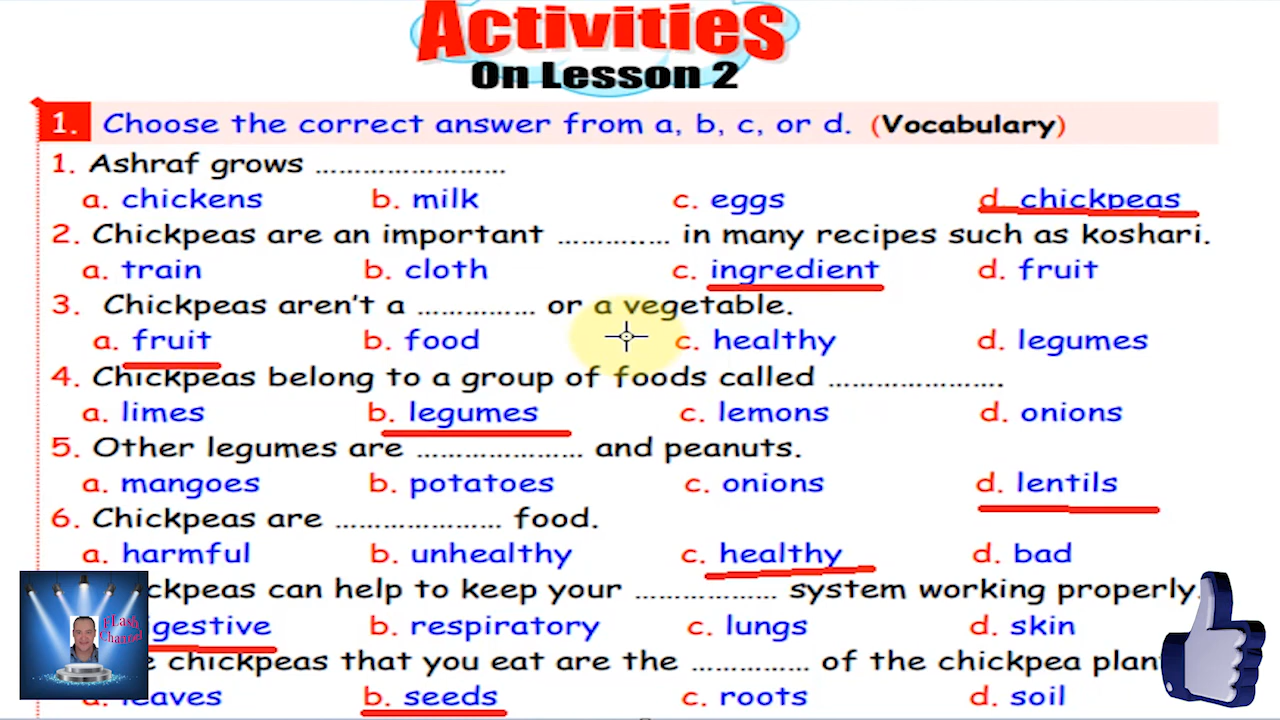 Activities
On Lesson 2
1. Choose the correct answer from a, b, c, or d. (Vocabulary)
1. Ashraf grows ........................
a. chickens b. milk c. eggs d. chickpeas
2. Chickpeas are an important .............. in many recipes such as koshari.
a. train b. cloth c. ingredient d. fruit
3. Chickpeas aren't a ............... or a vegetable.
a. fruit b. food c. healthy d. legumes
4. Chickpeas belong to a group of foods called ......................
a. limes b. legumes c. lemons d. onions
5. Other legumes are ..................... and peanuts.
a. mangoes b. potatoes c. onions d. lentils
6. Chickpeas are ..................... food.
a. harmful b. unhealthy c. healthy d. bad
ickpeas can help to keep your .................. system working properly.
igestive b. respiratory c. lungs d. skin
e chickpeas that you eat are the ............... of the chickpea plant
a. leaves b. seeds c. roots d. soil
FLash
Channel